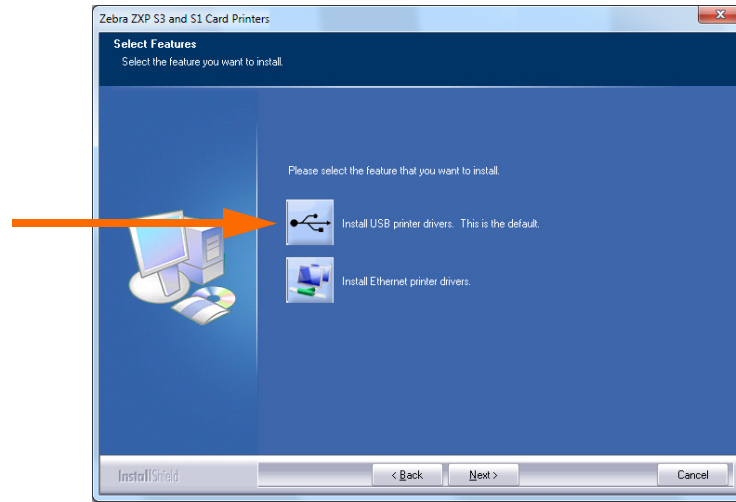 Zebra ZXP S3 and S1 Card Printers
Select Features
Select the feature you want to install.
Please select the feature that you want to install.
Install USB printer drivers. This is the default.
Install Ethernet printer drivers.
InstallShield
< Back
Next >
Cancel